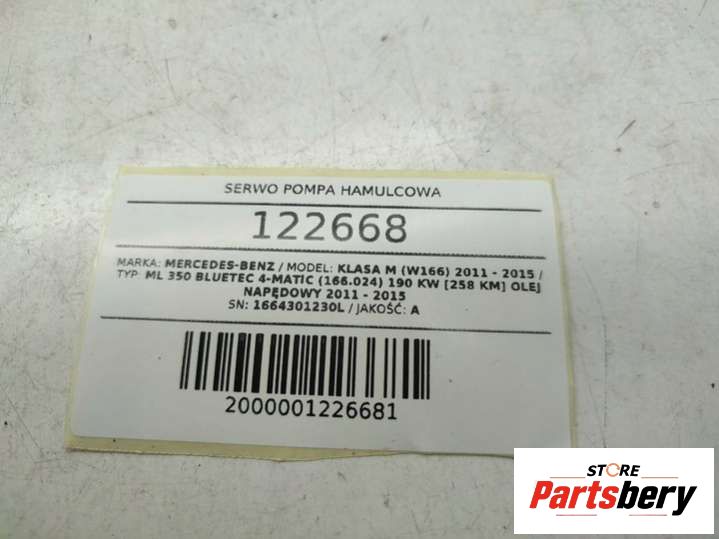 SERWO POMPA HAMULCOWA
122668
MARKA: MERCEDES-BENZ / MODEL: KLASA M (W166) 2011 - 2015 /
TYP: ML 350 BLUETEC 4-MATIC (166.024) 190 KW [258 KM] OLEJ
NAPĘDOWY 2011 - 2015
SN: 1664301230L / JAKOŚĆ: A
2000001226681
STORE
Partsbery